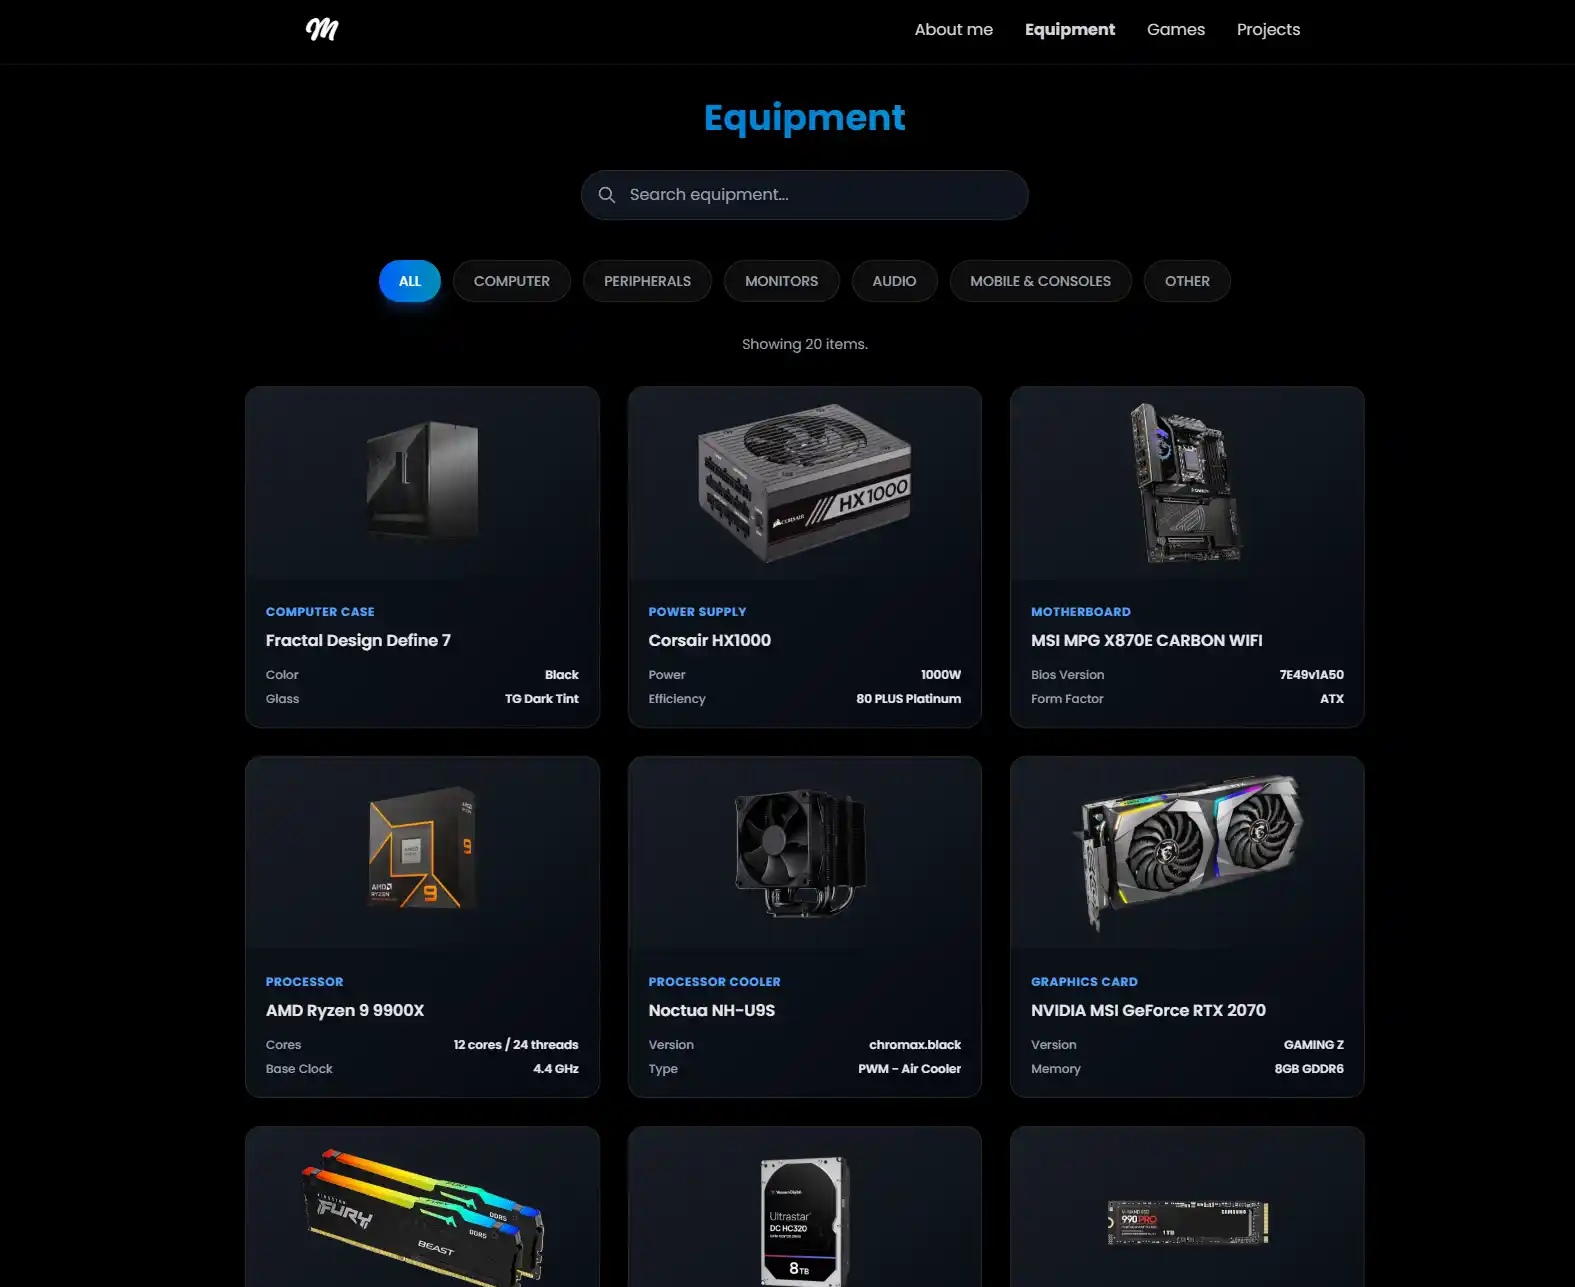 M
About me Equipment Games Projects
Equipment
Search equipment...
ALL COMPUTER PERIPHERALS MONITORS AUDIO MOBILE & CONSOLES OTHER
Showing 20 items.
HX1000
CORSAIR
COMPUTER CASE
Fractal Design Define 7
Color Black
Glass TG Dark Tint
POWER SUPPLY
Corsair HX1000
Power 1000W
Efficiency 80 PLUS Platinum
MOTHERBOARD
MSI MPG X870E CARBON WIFI
Bios Version 7E49v1A50
Form Factor ATX
AMD
RYZEN
9
9
PROCESSOR
AMD Ryzen 9 9900X
Cores 12 cores / 24 threads
Base Clock 4.4 GHz
PROCESSOR COOLER
Noctua NH-U9S
Version chromax.black
Type PWM - Air Cooler
GRAPHICS CARD
NVIDIA MSI GeForce RTX 2070
Version GAMING Z
Memory 8GB GDDR6
FURY
DDR5
DDR5
BEAST
Western Digital
Ultrastar
DC HC320
8TB
SAMSUNG
990 PRO
1TB